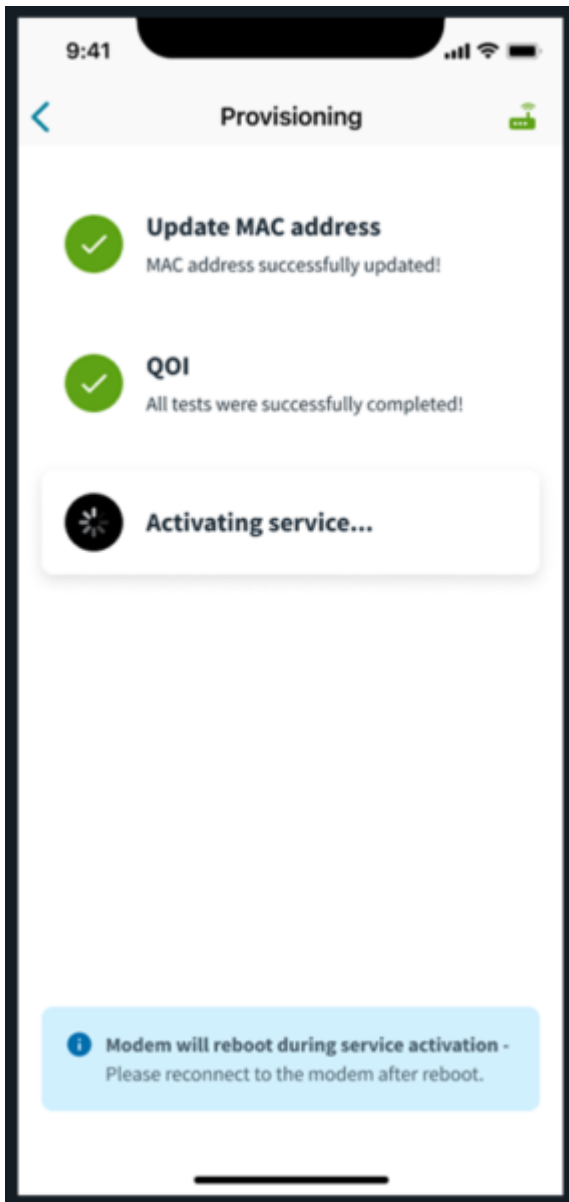 9:41
Provisioning
Update MAC address
MAC address successfully updated!
QOI
All tests were successfully completed!
Activating service...
Modem will reboot during service activation -
Please reconnect to the modem after reboot.